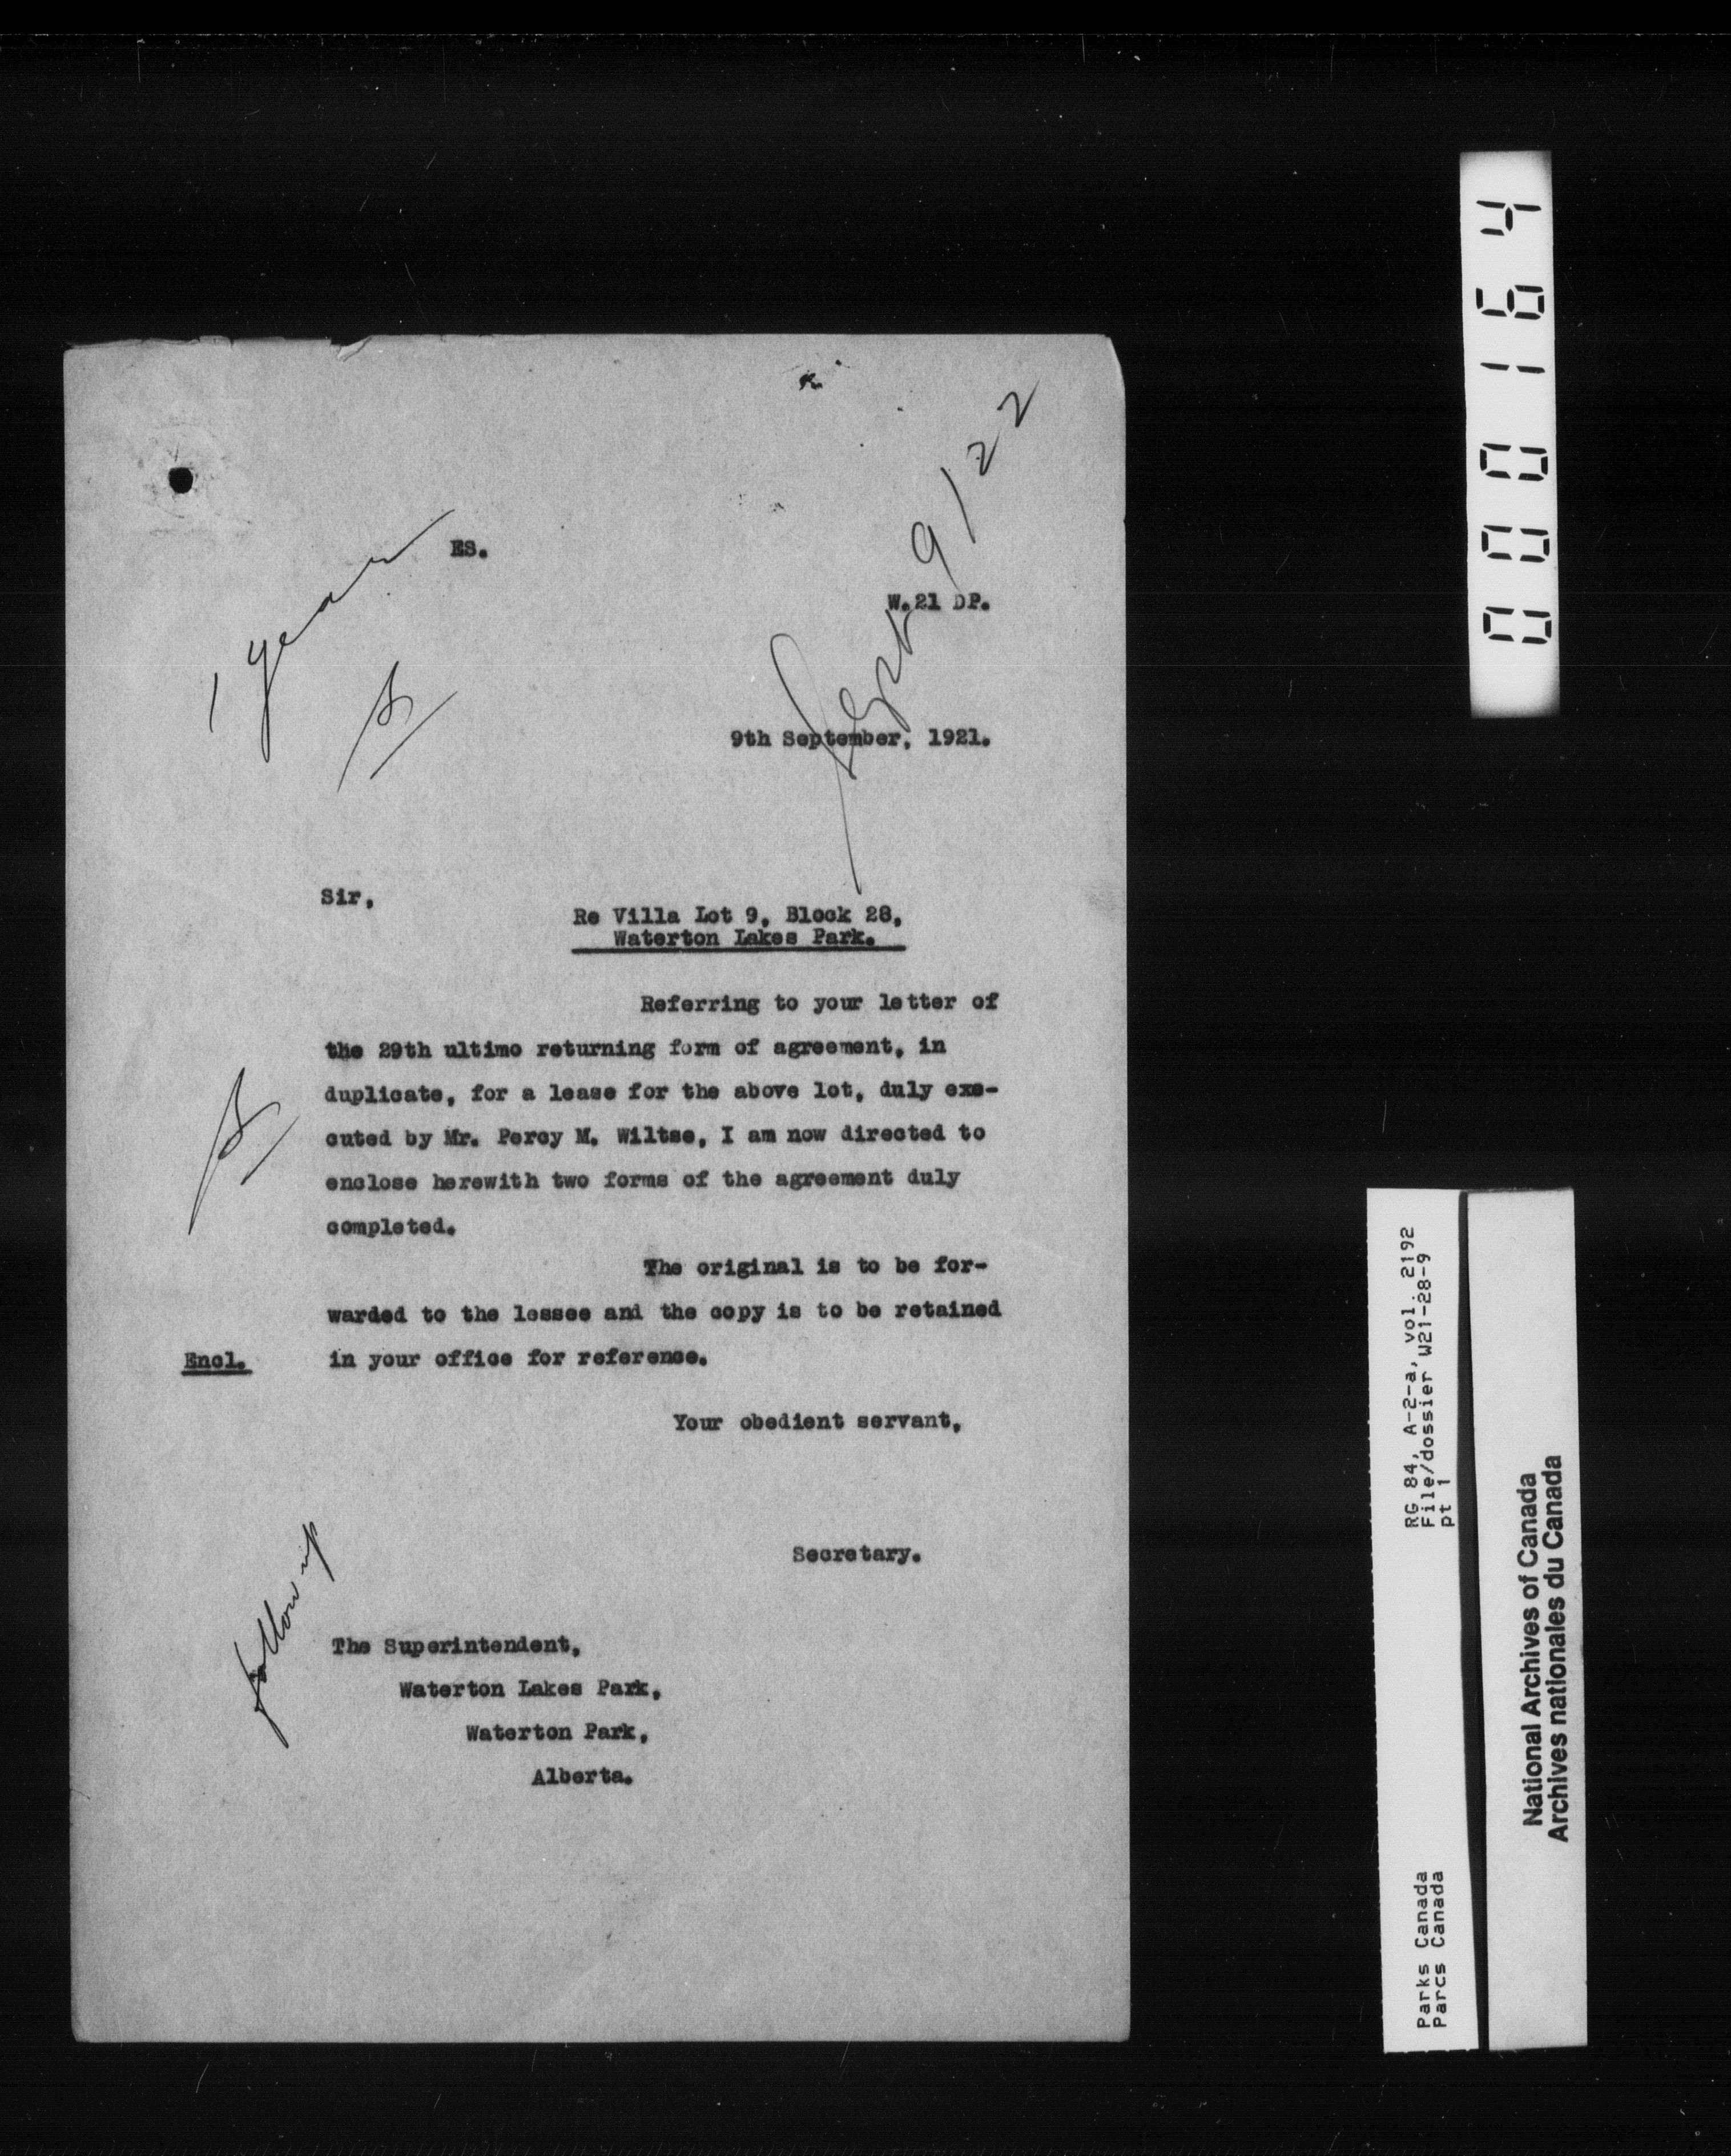 ES.
1 year
Sept 9/22
W.21 DP.
9th September, 1921.
Sir,
Re Villa Lot 9, Block 28,
Waterton Lakes Park.
Referring to your letter of
the 29th ultimo returning form of agreement, in
duplicate, for a lease for the above lot, duly exe-
cuted by Mr. Percy M. Wiltse, I am now directed to
enclose herewith two forms of the agreement duly
completed.
The original is to be for-
warded to the lessee and the copy is to be retained
Encl. in your office for reference.
Your obedient servant,
Secretary.
follow up
The Superintendent,
Waterton Lakes Park,
Waterton Park,
Alberta.
000164
RG 84, A-2-a, vol. 2192
File/dossier W21-28-9
pt 1
Parks Canada
Parcs Canada
National Archives of Canada
Archives nationales du Canada